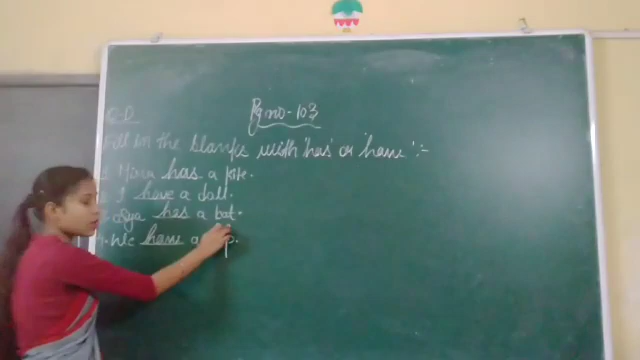 Q-D
Pg no-103
Fill in the blanks with 'has' or have' :-
has a kite.
I have a doll.
has a bat.
We have a